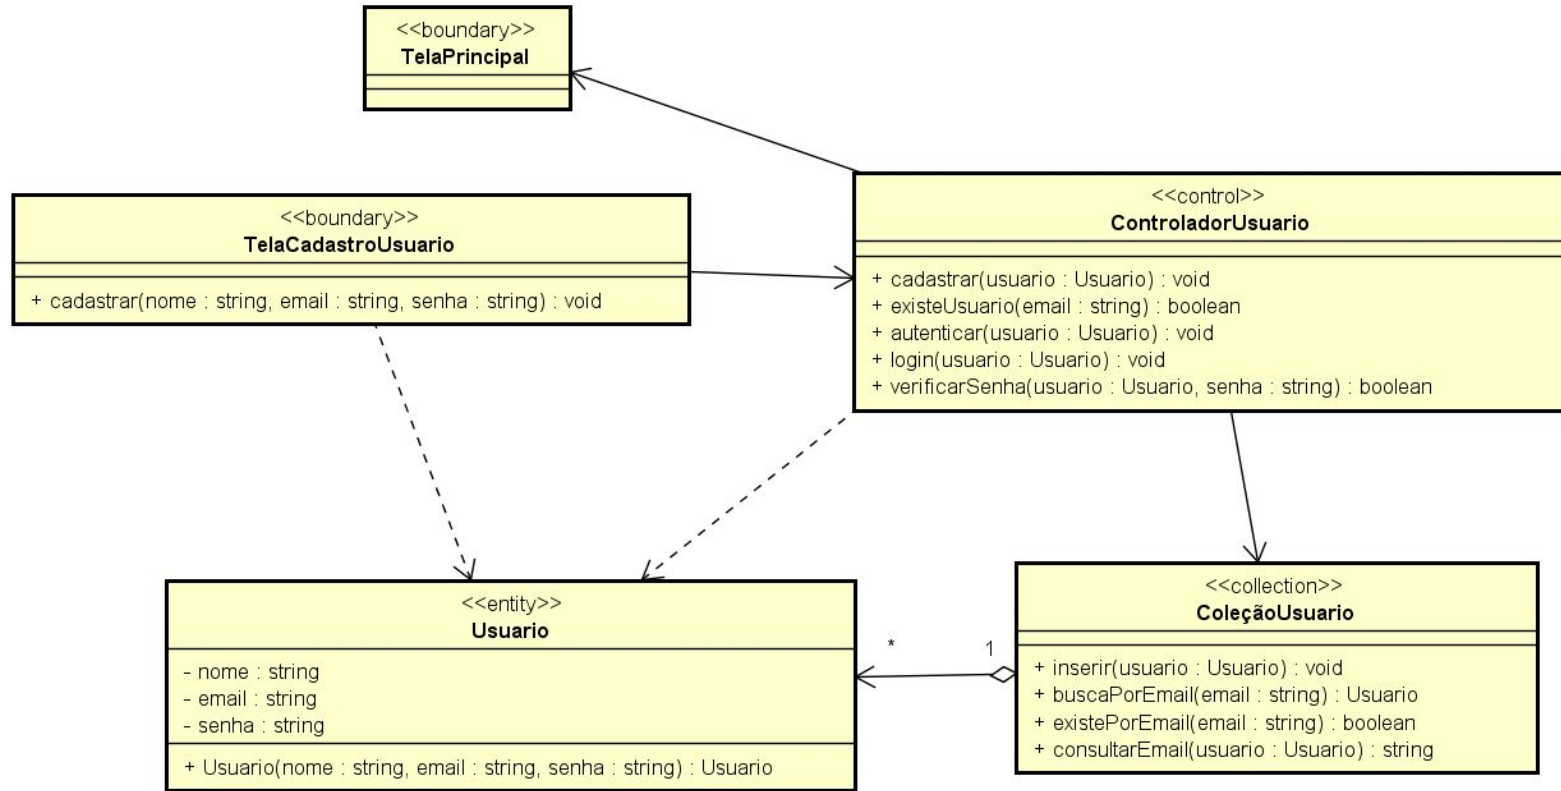 <<boundary>>
TelaPrincipal
<<boundary>>
TelaCadastroUsuario
+ cadastrar(nome : string, email : string, senha : string) : void
<<control>>
ControladorUsuario
+ cadastrar(usuario : Usuario) : void
+ existeUsuario(email : string) : boolean
+ autenticar(usuario : Usuario) : void
+ login(usuario : Usuario) : void
+ verificarSenha(usuario : Usuario, senha : string) : boolean
<<entity>>
Usuario
- nome : string
- email : string
- senha : string
+ Usuario(nome : string, email : string, senha : string) : Usuario
* 1
<<collection>>
ColeçãoUsuario
+ inserir(usuario : Usuario) : void
+ buscaPorEmail(email : string) : Usuario
+ existePorEmail(email : string) : boolean
+ consultarEmail(usuario : Usuario) : string